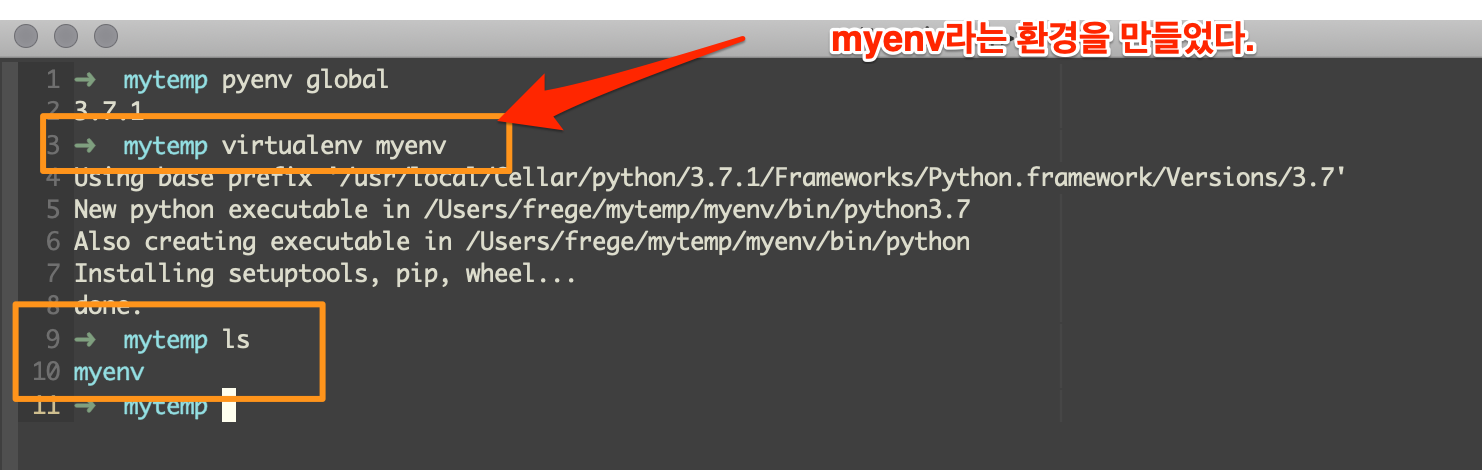 myenv라는 환경을 만들었다.
1 → mytemp pyenv global
2 3.7.1
3 → mytemp virtualenv myenv
4 Using base prefix '/usr/local/Cellar/python/3.7.1/Frameworks/Python.framework/Versions/3.7'
5 New python executable in /Users/frege/mytemp/myenv/bin/python3.7
6 Also creating executable in /Users/frege/mytemp/myenv/bin/python
7 Installing setuptools, pip, wheel...
8 done.
9 → mytemp ls
10 myenv
11 → mytemp